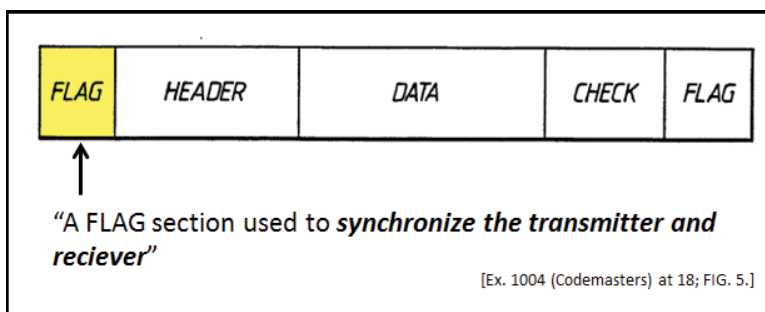 FLAG HEADER DATA CHECK FLAG
“A FLAG section used to synchronize the transmitter and
reciever”
[Ex. 1004 (Codemasters) at 18; FIG. 5.]